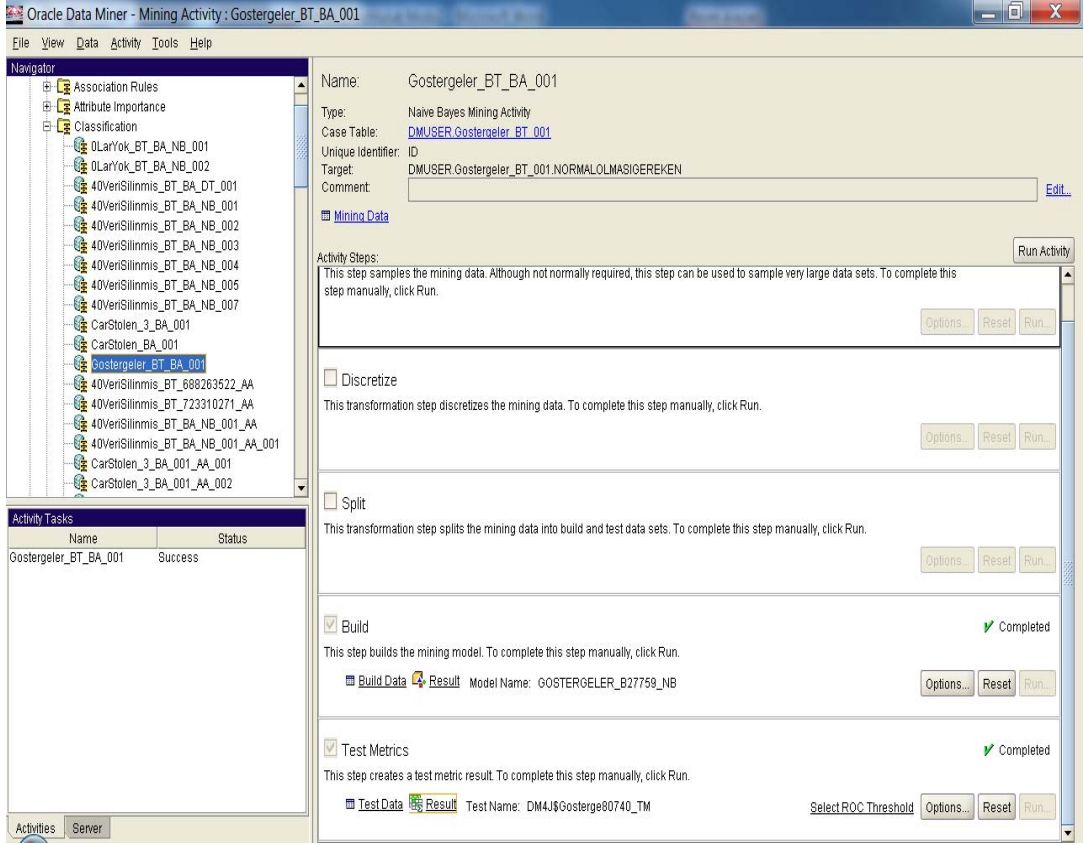 Oracle Data Miner - Mining Activity : Gostergeler_BT_BA_001
File View Data Activity Tools Help
Navigator
Association Rules
Attribute Importance
Classification
0LarYok_BT_BA_NB_001
0LarYok_BT_BA_NB_002
40VeriSilinmis_BT_BA_DT_001
40VeriSilinmis_BT_BA_NB_001
40VeriSilinmis_BT_BA_NB_002
40VeriSilinmis_BT_BA_NB_003
40VeriSilinmis_BT_BA_NB_004
40VeriSilinmis_BT_BA_NB_005
40VeriSilinmis_BT_BA_NB_007
CarStolen_3_BA_001
CarStolen_BA_001
Gostergeler_BT_BA_001
40VeriSilinmis_BT_688263522_AA
40VeriSilinmis_BT_723310271_AA
40VeriSilinmis_BT_BA_NB_001_AA
40VeriSilinmis_BT_BA_NB_001_AA_001
CarStolen_3_BA_001_AA_001
CarStolen_3_BA_001_AA_002
Activity Tasks
Name Status
Gostergeler_BT_BA_001 Success
Activities Server
Name: Gostergeler_BT_BA_001
Type: Naive Bayes Mining Activity
Case Table: DMUSER.Gostergeler_BT_001
Unique Identifier: ID
Target: DMUSER.Gostergeler_BT_001.NORMALOLMASIGEREKEN
Comment:
Edit...
Mining Data
Run Activity
Activity Steps:
This step samples the mining data. Although not normally required, this step can be used to sample very large data sets. To complete this
step manually, click Run.
Options... Reset Run...
Discretize
This transformation step discretizes the mining data. To complete this step manually, click Run.
Options... Reset Run...
Split
This transformation step splits the mining data into build and test data sets. To complete this step manually, click Run.
Options... Reset Run...
Build Completed
This step builds the mining model. To complete this step manually, click Run.
Build Data Result Model Name: GOSTERGELER_B27759_NB Options... Reset Run...
Test Metrics Completed
This step creates a test metric result. To complete this step manually, click Run.
Test Data Result Test Name: DM4J$Gosterge80740_TM Select ROC Threshold Options... Reset Run...